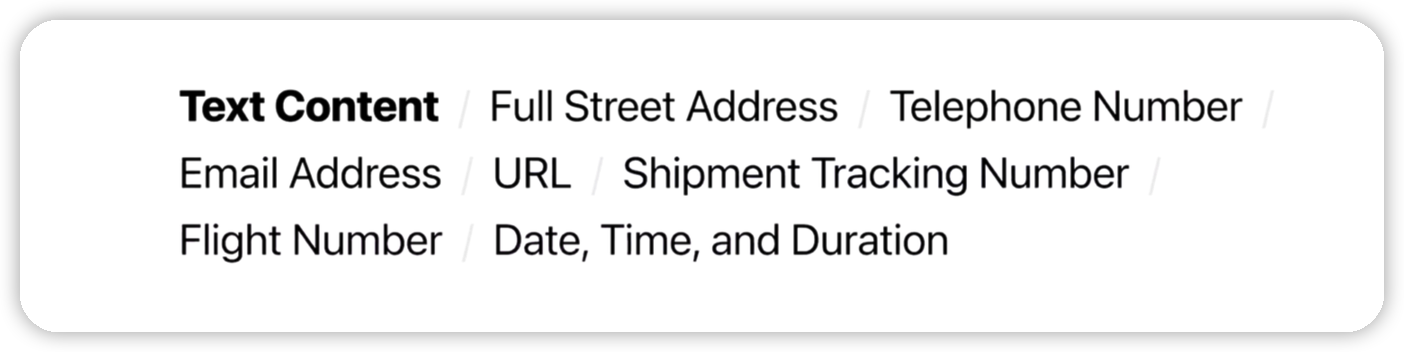 Text Content / Full Street Address / Telephone Number /
Email Address / URL / Shipment Tracking Number /
Flight Number / Date, Time, and Duration